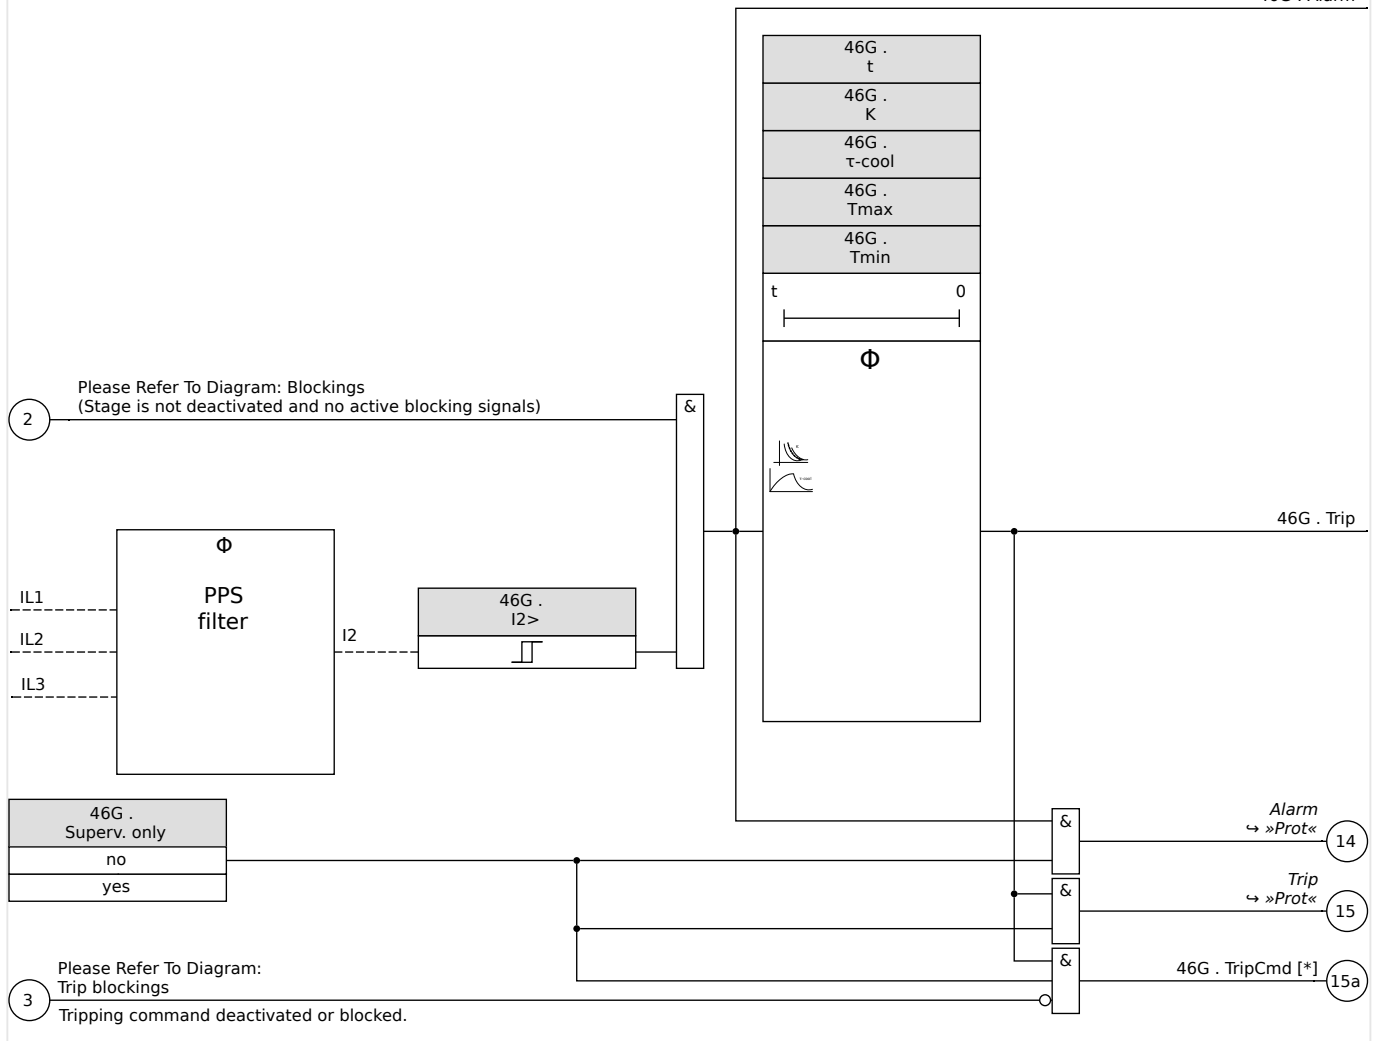 46G .
t
46G .
K
46G .
τ-cool
46G .
Tmax
46G .
Tmin
t 0
Φ
Please Refer To Diagram: Blockings
(Stage is not deactivated and no active blocking signals)
2
&
46G . Trip
Φ
PPS
filter
IL1
IL2
IL3
I2
46G .
I2>
46G .
Superv. only
no
yes
&
Alarm
↪ »Prot«
14
&
Trip
↪ »Prot«
15
&
46G . TripCmd [*]
15a
Please Refer To Diagram:
Trip blockings
3
Tripping command deactivated or blocked.